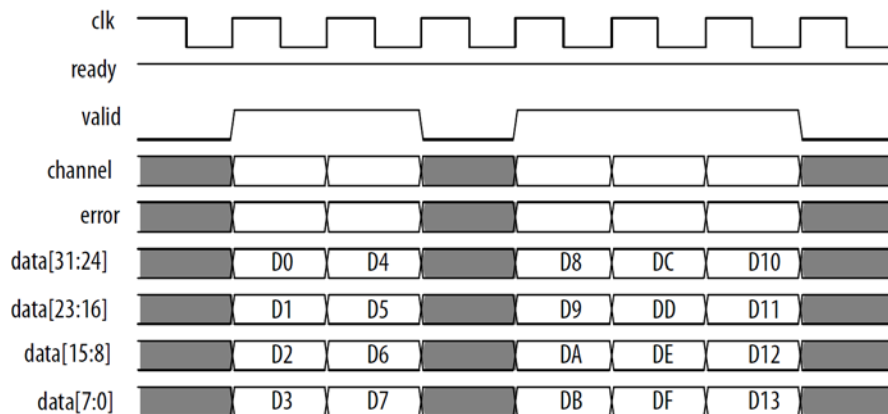 clk
ready
valid
channel
error
data[31:24] D0 D4 D8 DC D10
data[23:16] D1 D5 D9 DD D11
data[15:8] D2 D6 DA DE D12
data[7:0] D3 D7 DB DF D13